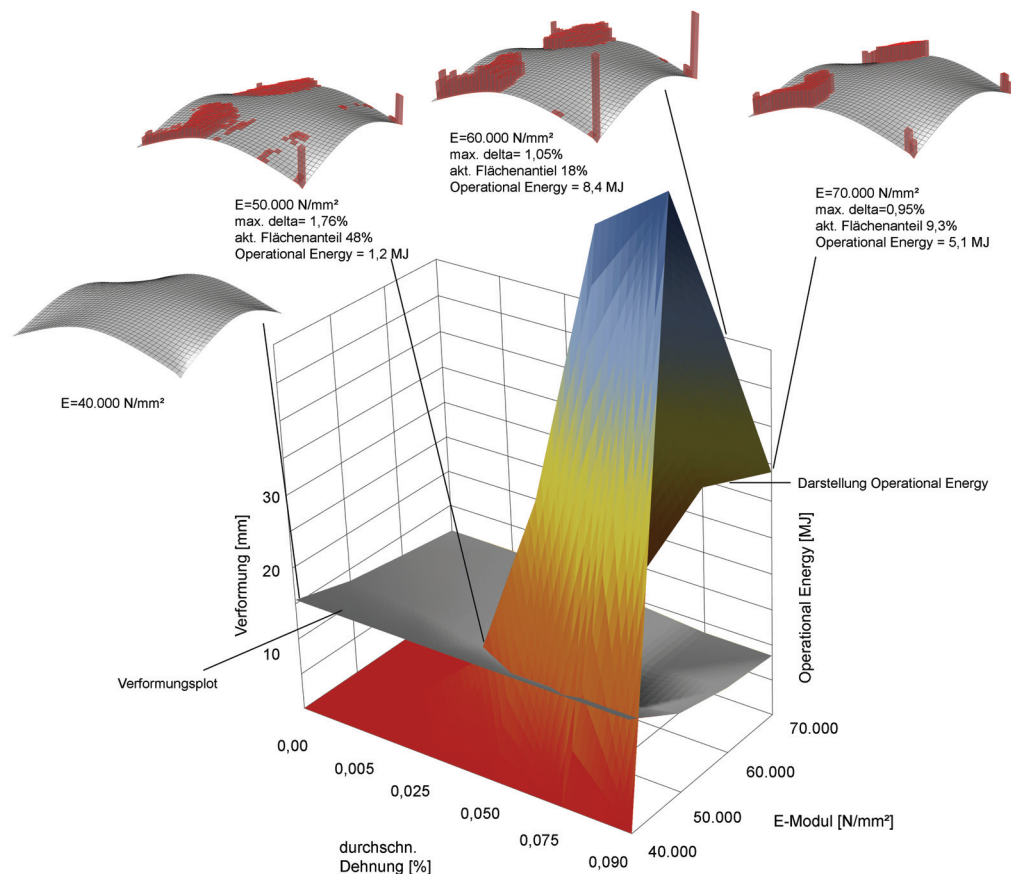 E=60.000 N/mm²
max. delta= 1,05%
akt. Flächenantiel 18%
Operational Energy = 8,4 MJ
E=50.000 N/mm²
max. delta= 1,76%
akt. Flächenanteil 48%
Operational Energy = 1,2 MJ
E=70.000 N/mm²
max. delta=0,95%
akt. Flächenanteil 9,3%
Operational Energy = 5,1 MJ
E=40.000 N/mm²
Darstellung Operational Energy
Verformung [mm]
30
20
10
Operational Energy [MJ]
Verformungsplot
0,00
0,005
0,025
0,050
0,075
0,090
durchschn.
Dehnung [%]
70.000
60.000
50.000
40.000
E-Modul [N/mm²]